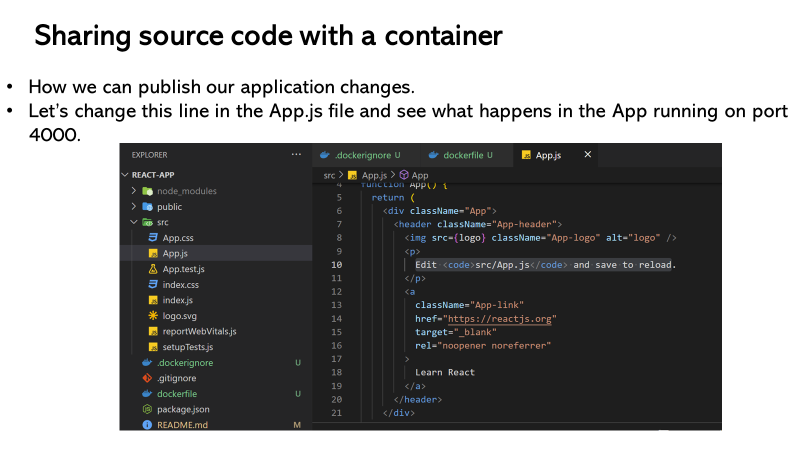 Sharing source code with a container
• How we can publish our application changes.
• Let's change this line in the App.js file and see what happens in the App running on port
4000.
EXPLORER ...
REACT-APP
node_modules
public
src
App.css
App.js
App.test.js
index.css
index.js
logo.svg
reportWebVitals.js
setupTests.js
.dockerignore U
.gitignore
dockerfile U
package.json
README.md M
.dockerignore U dockerfile U App.js ×
src > App.js > App
4 function App() {
5 return (
6 <div className="App">
7 <header className="App-header">
8 <img src={logo} className="App-logo" alt="logo" />
9 <p>
10 Edit <code>src/App.js</code> and save to reload.
11 </p>
12 <a
13 className="App-link"
14 href="https://reactjs.org"
15 target="_blank"
16 rel="noopener noreferrer"
17 >
18 Learn React
19 </a>
20 </header>
21 </div>